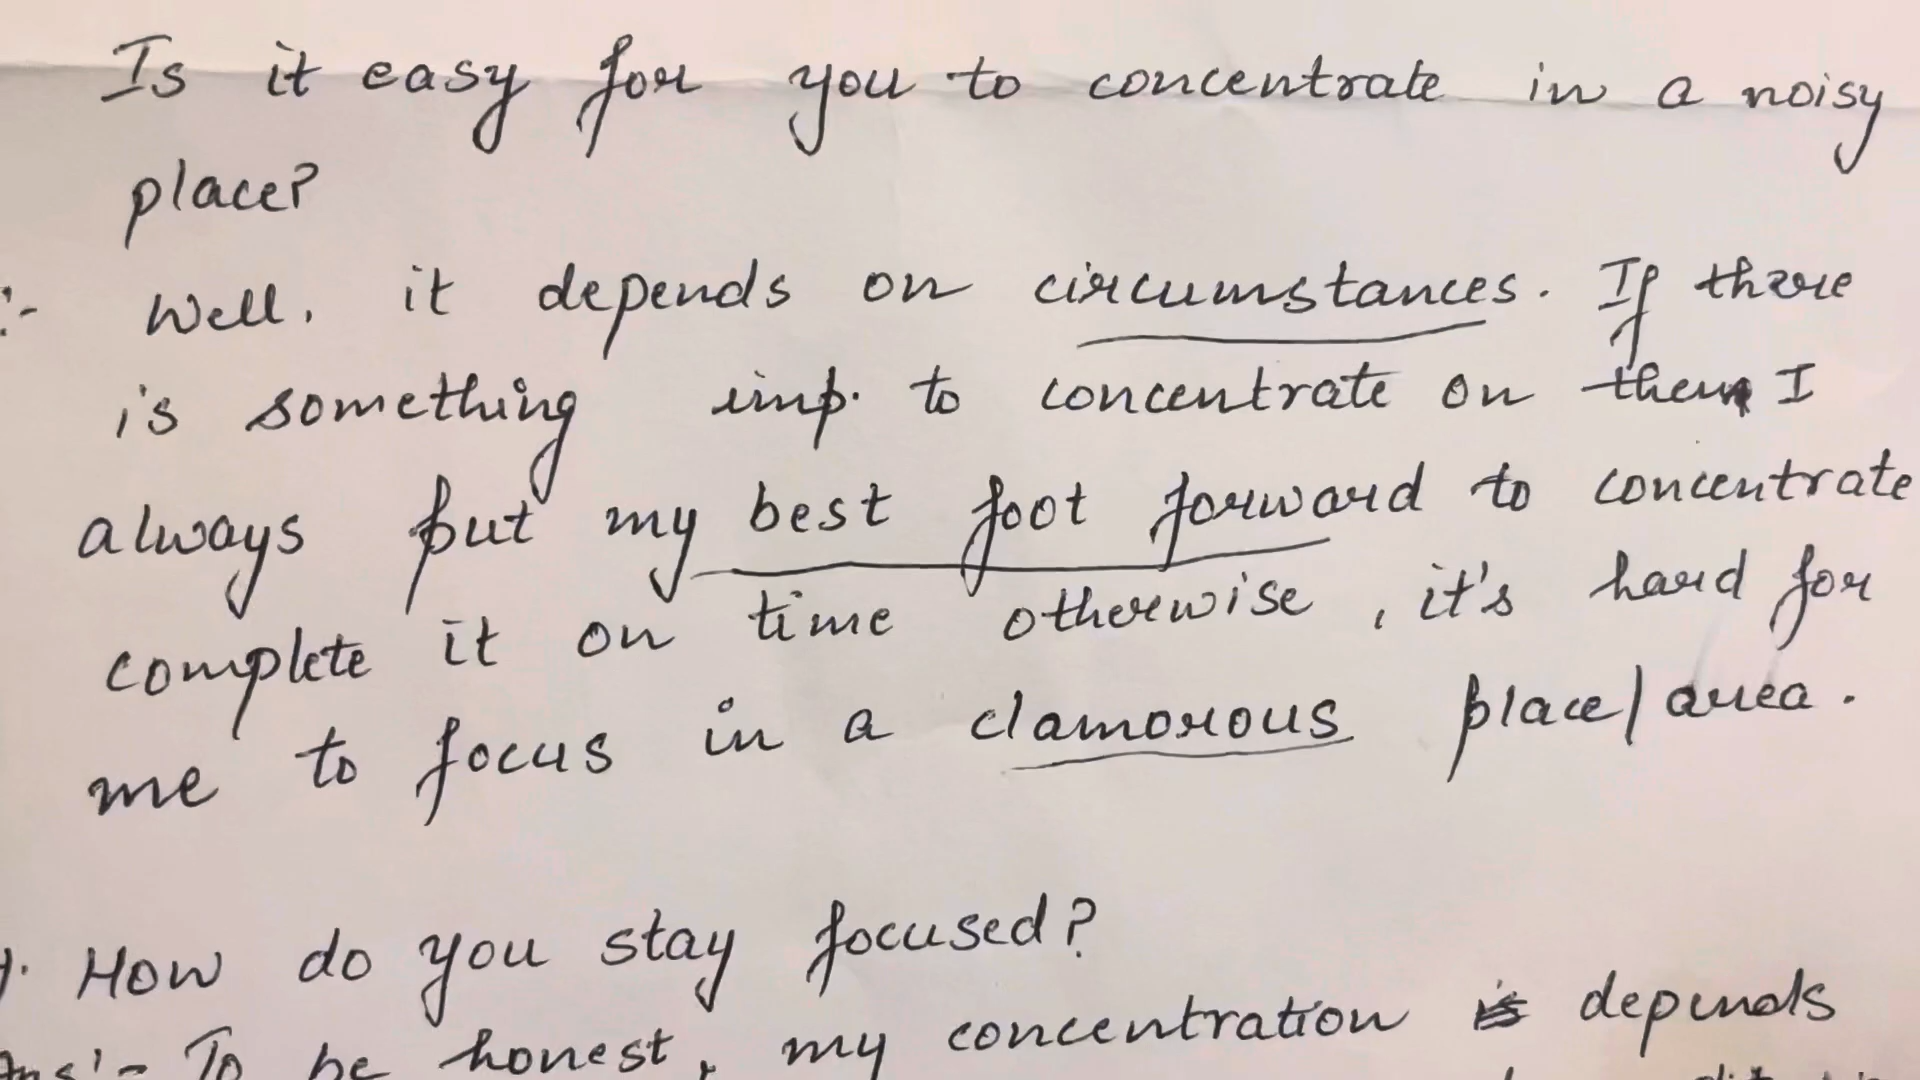 Is it easy for you to concentrate in a noisy
place?
:- Well, it depends on circumstances. If there
is something imp. to concentrate on then I
always put my best foot forward to concentrate
complete it on time otherwise, it's hard for
me to focus in a clamorous place/area.
. How do you stay focused?
Ans:- To be honest, my concentration depends